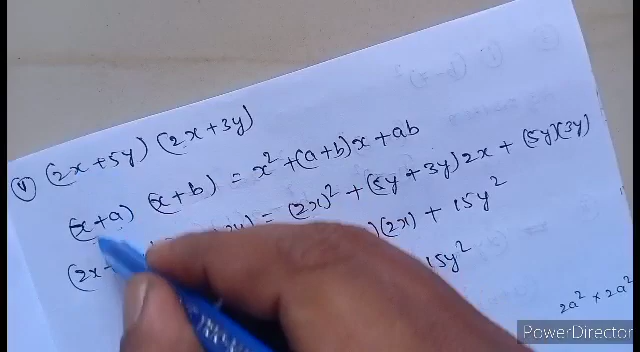 (v) (2x+5y) (2x+3y)
(x+a) (x+b) = x² + (a+b)x + ab
(2x = (2x)² + (5y + 3y) 2x + (5y)(3y)
)(2x) + 15y²
15y²
2a² × 2a²
PowerDirector